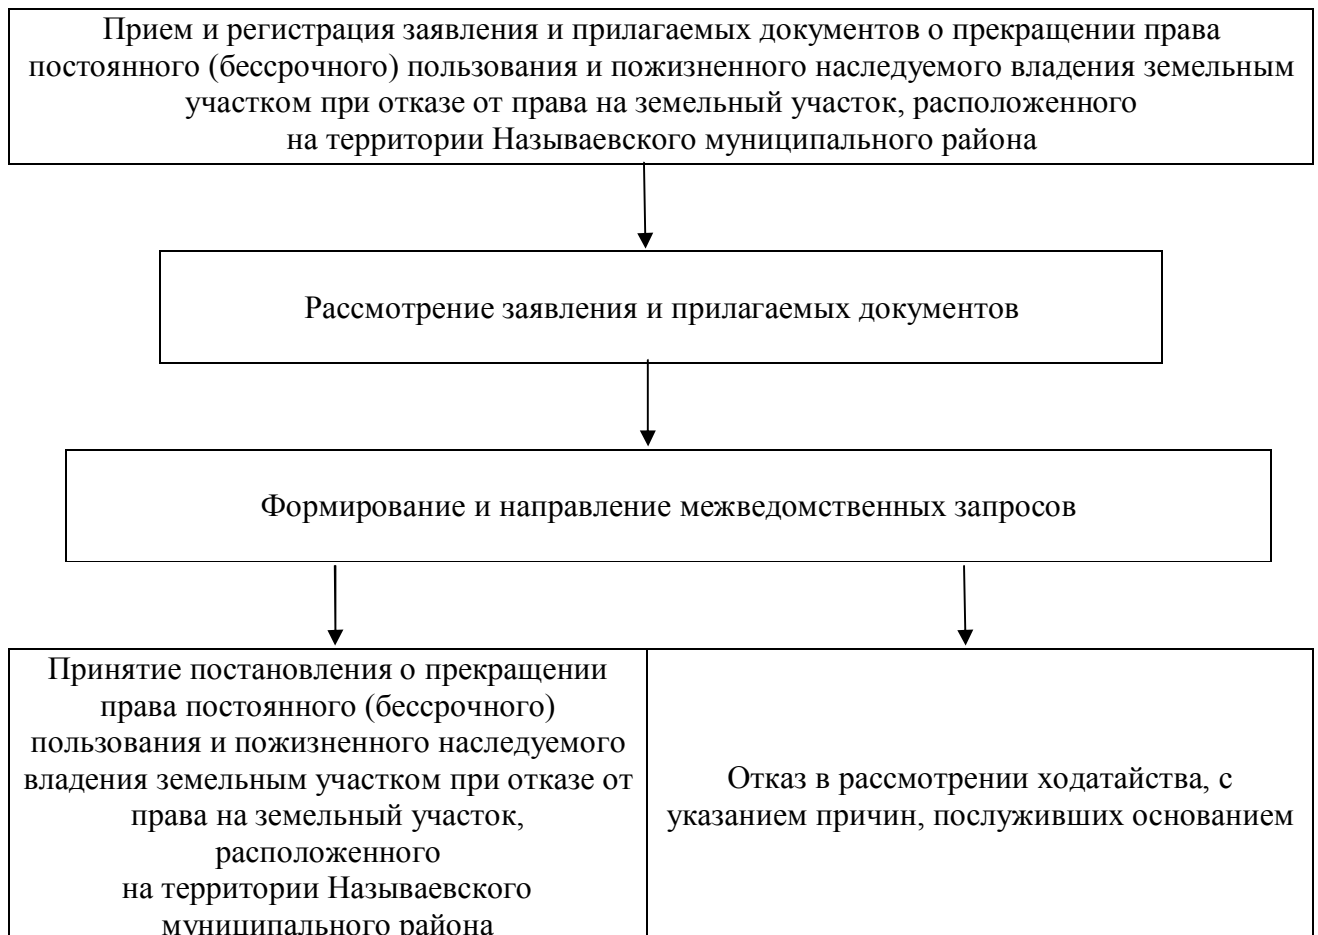 Прием и регистрация заявления и прилагаемых документов о прекращении права
постоянного (бессрочного) пользования и пожизненного наследуемого владения земельным
участком при отказе от права на земельный участок, расположенного
на территории Называевского муниципального района
Рассмотрение заявления и прилагаемых документов
Формирование и направление межведомственных запросов
Принятие постановления о прекращении
права постоянного (бессрочного)
пользования и пожизненного наследуемого
владения земельным участком при отказе от
права на земельный участок,
расположенного
на территории Называевского
муниципального района
Отказ в рассмотрении ходатайства, с
указанием причин, послуживших основанием